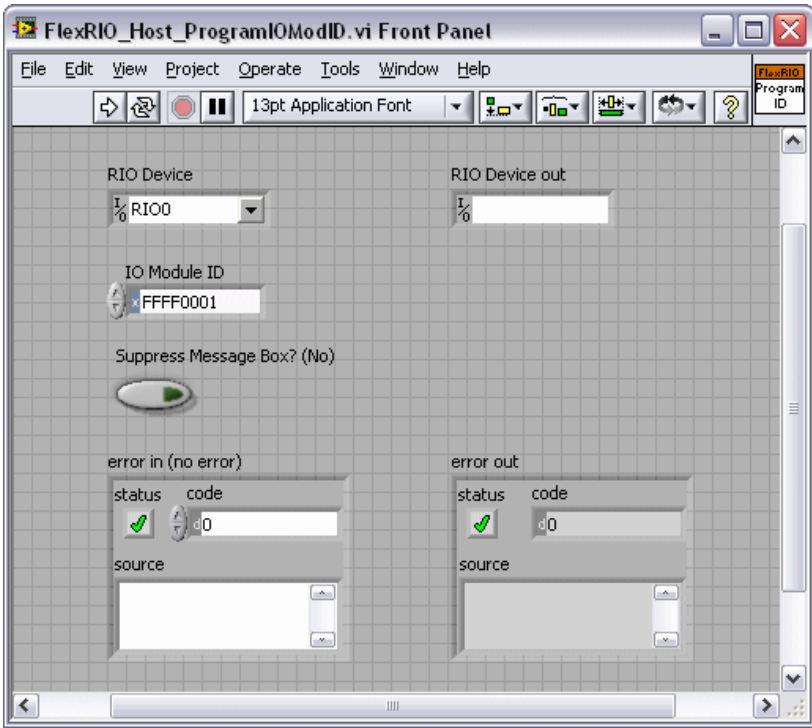 FlexRIO_Host_ProgramIOModID.vi Front Panel
File Edit View Project Operate Tools Window Help
FlexRIO
Program
ID
13pt Application Font
RIO Device
RIO Device out
I/O RIO0
I/O
IO Module ID
x FFFF0001
Suppress Message Box? (No)
error in (no error)
error out
status code
status code
d 0
d 0
source
source